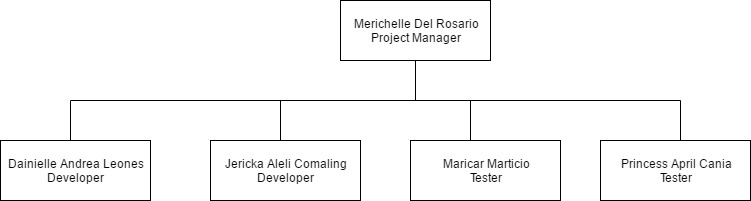 Merichelle Del Rosario
Project Manager
Dainielle Andrea Leones
Developer
Jericka Aleli Comaling
Developer
Maricar Marticio
Tester
Princess April Cania
Tester